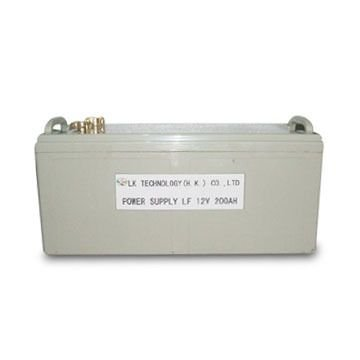 LK TECHNOLOGY(H.K.) CO.,LTD
POWER SUPPLY LF 12V 200AH